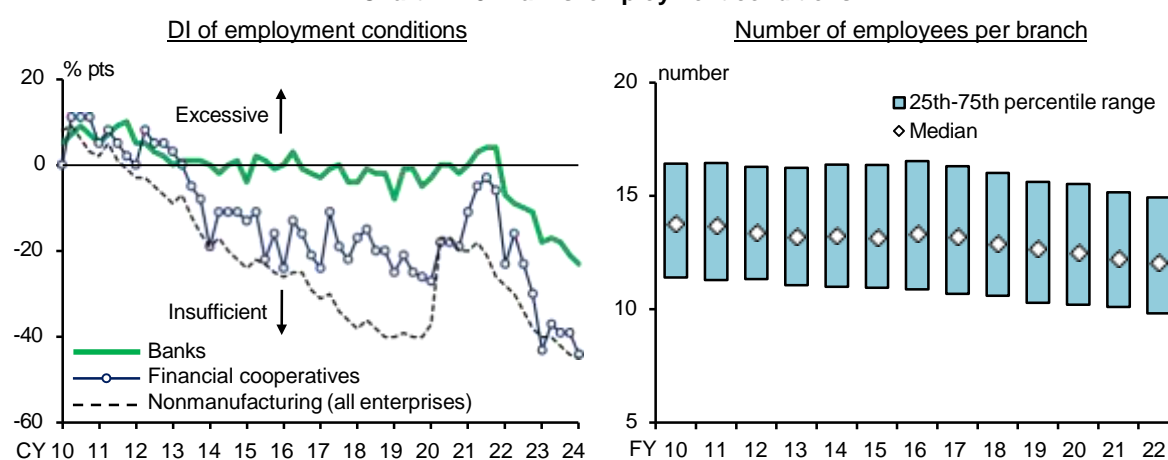 DI of employment conditions
% pts
20
0
-20
-40
-60
Excessive
Insufficient
Banks
Financial cooperatives
Nonmanufacturing (all enterprises)
CY 10 11 12 13 14 15 16 17 18 19 20 21 22 23 24
Number of employees per branch
number
20
15
10
5
25th-75th percentile range
Median
FY 10 11 12 13 14 15 16 17 18 19 20 21 22